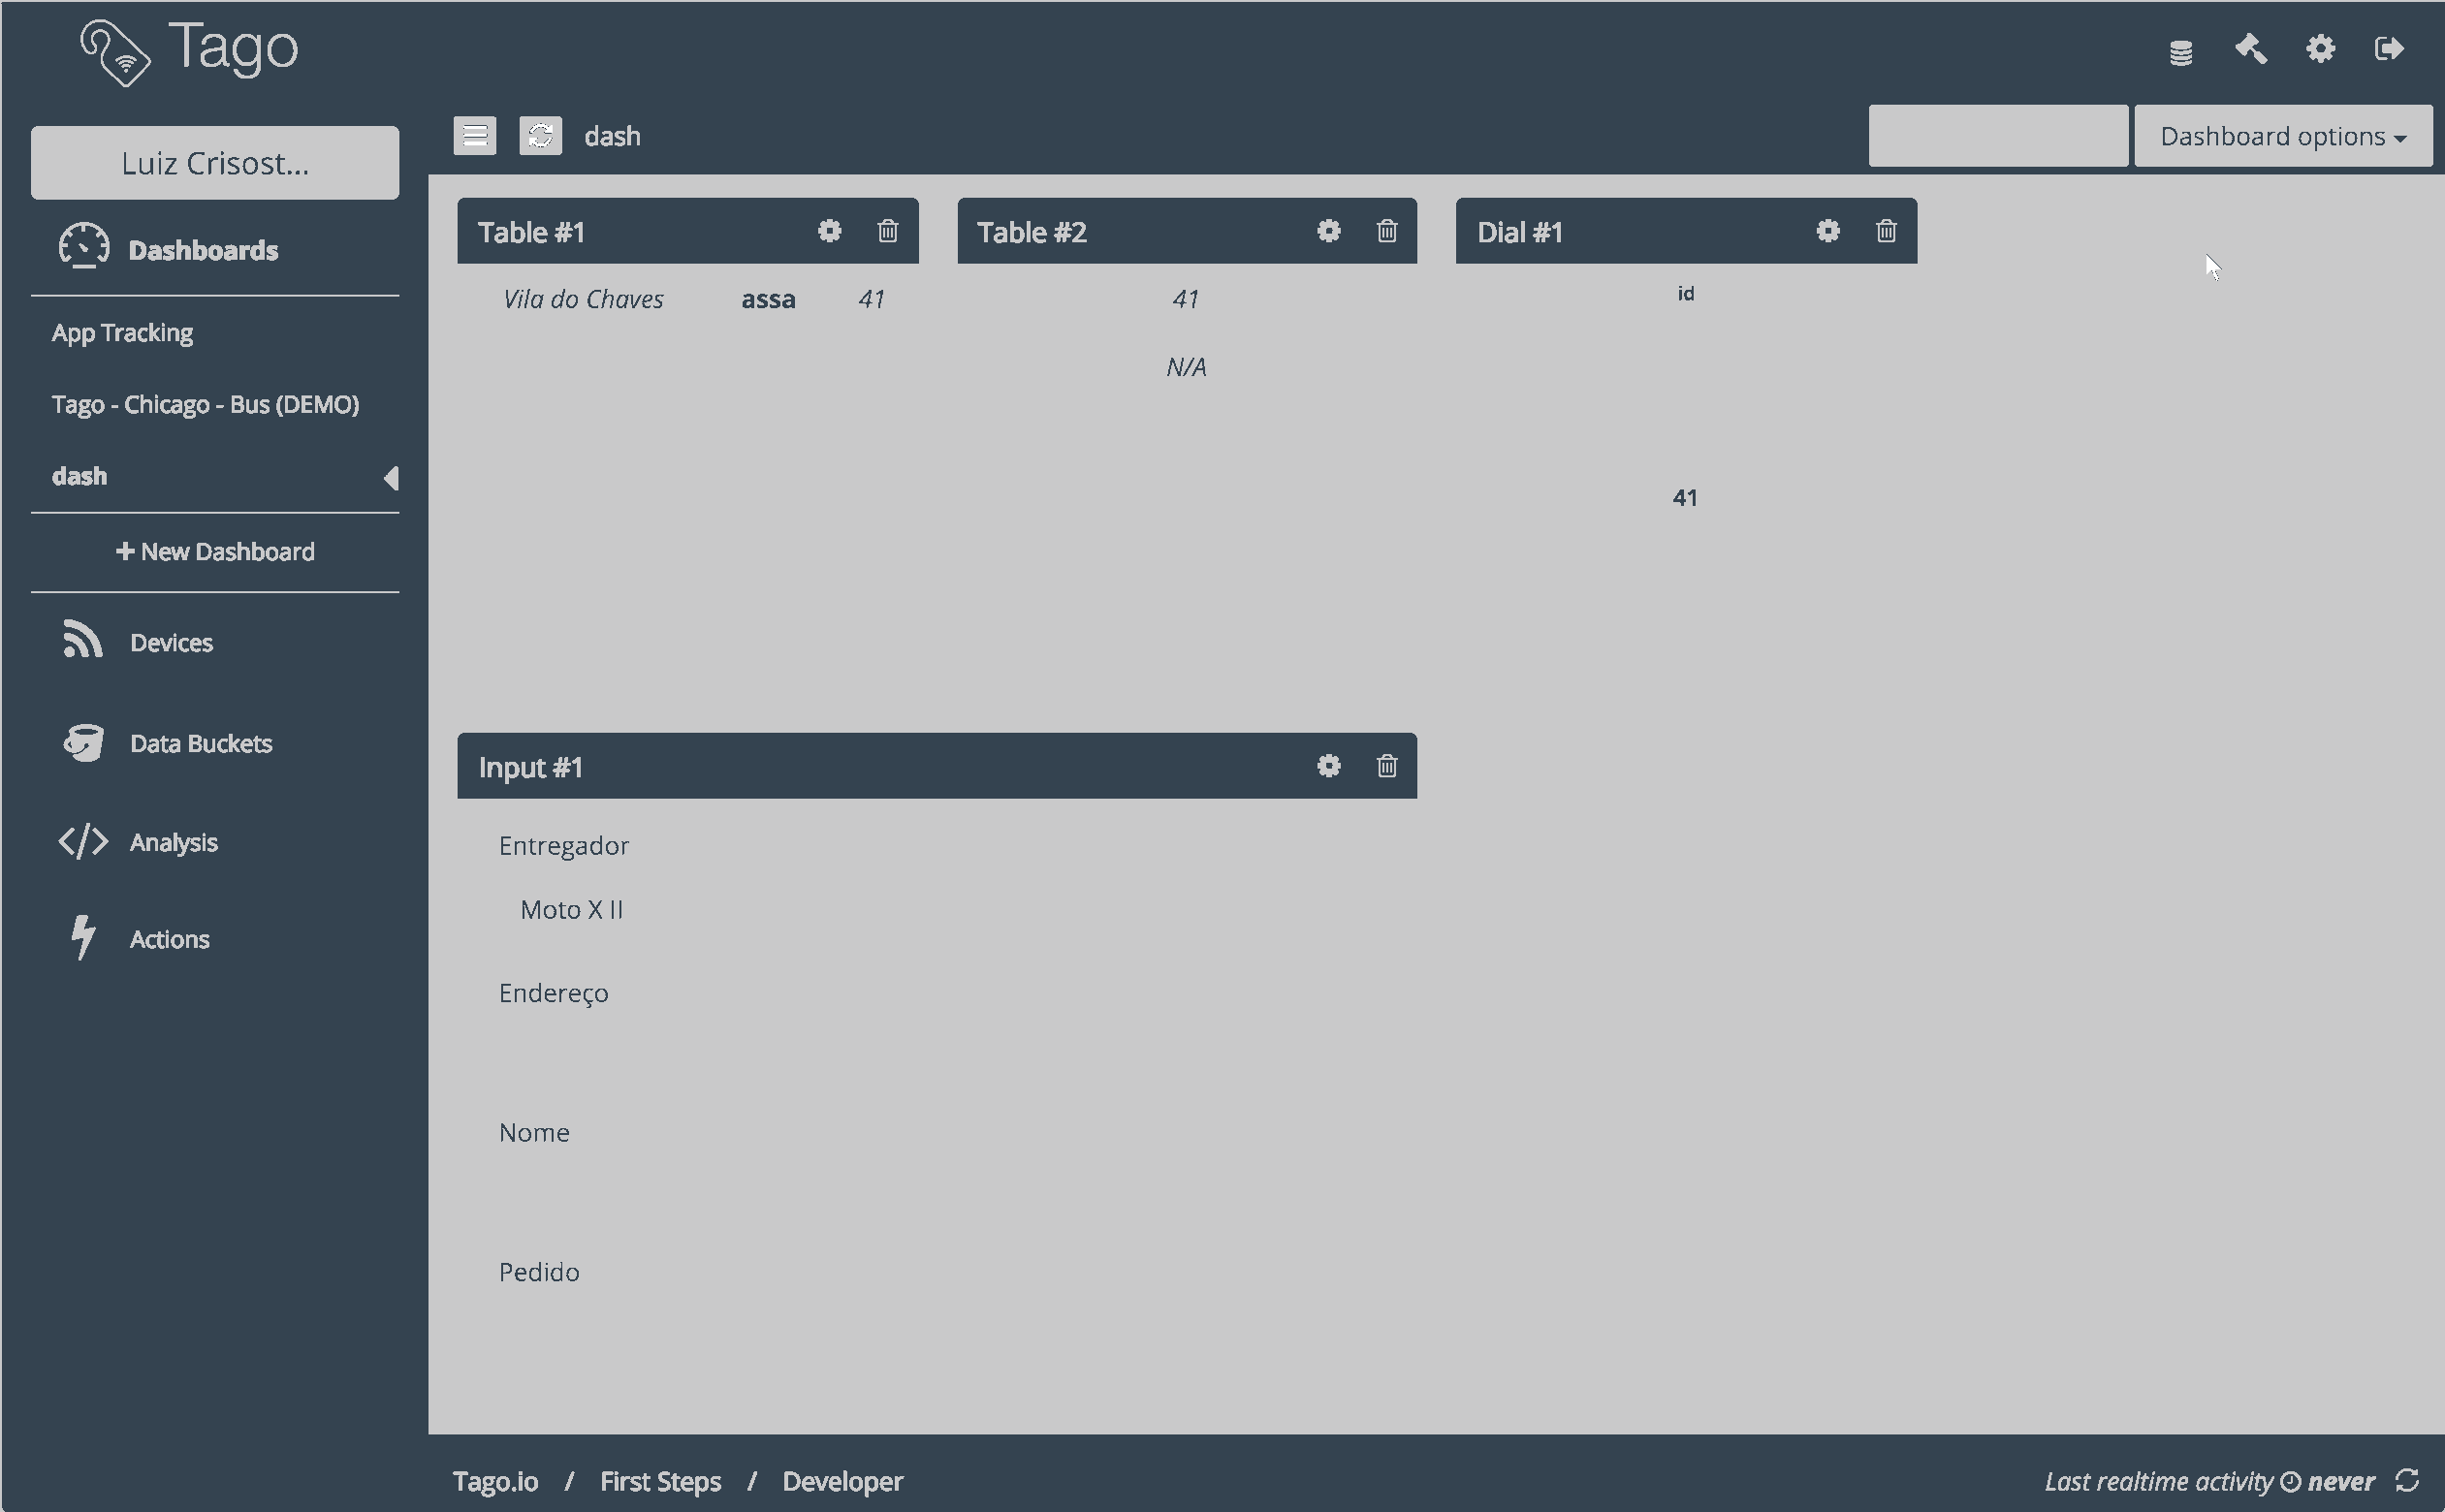 Tago
Luiz Crisost...
Dashboards
App Tracking
Tago - Chicago - Bus (DEMO)
dash
New Dashboard
Devices
Data Buckets
Analysis
Actions
dash
Dashboard options
Table #1
Vila do Chaves assa 41
Table #2
41
N/A
Dial #1
id
41
Input #1
Entregador
Moto X II
Endereço
Nome
Pedido
Tago.io / First Steps / Developer
Last realtime activity never